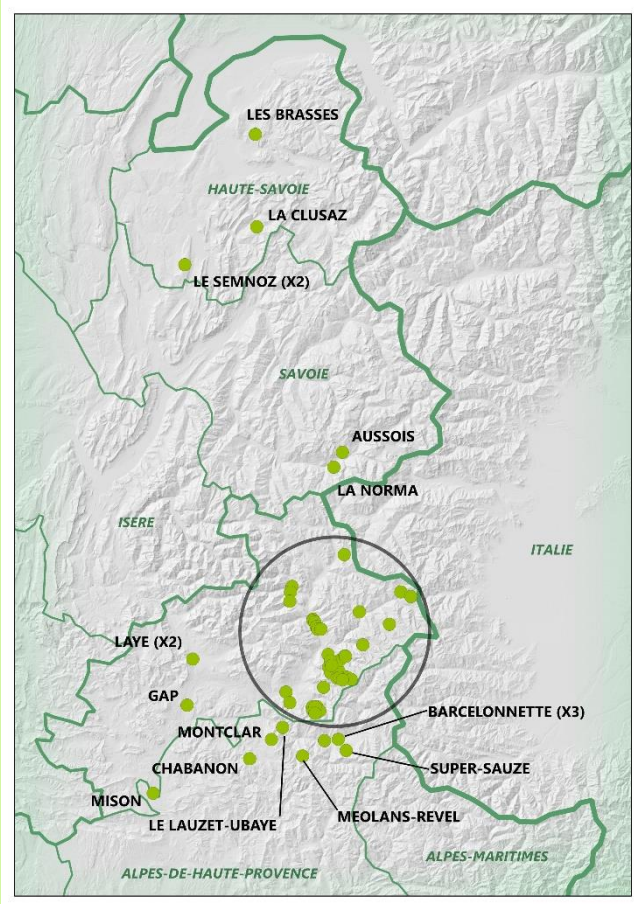 LES BRASSES
HAUTE-SAVOIE
LA CLUSAZ
LE SEMNOZ (X2)
SAVOIE
AUSSOIS
LA NORMA
ISERE
ITALIE
LAYE (X2)
GAP
BARCELONNETTE (X3)
MONTCLAR
CHABANON
SUPER-SAUZE
MISON
MEOLANS-REVEL
LE LAUZET-UBAYE
ALPES-MARITIMES
ALPES-DE-HAUTE-PROVENCE